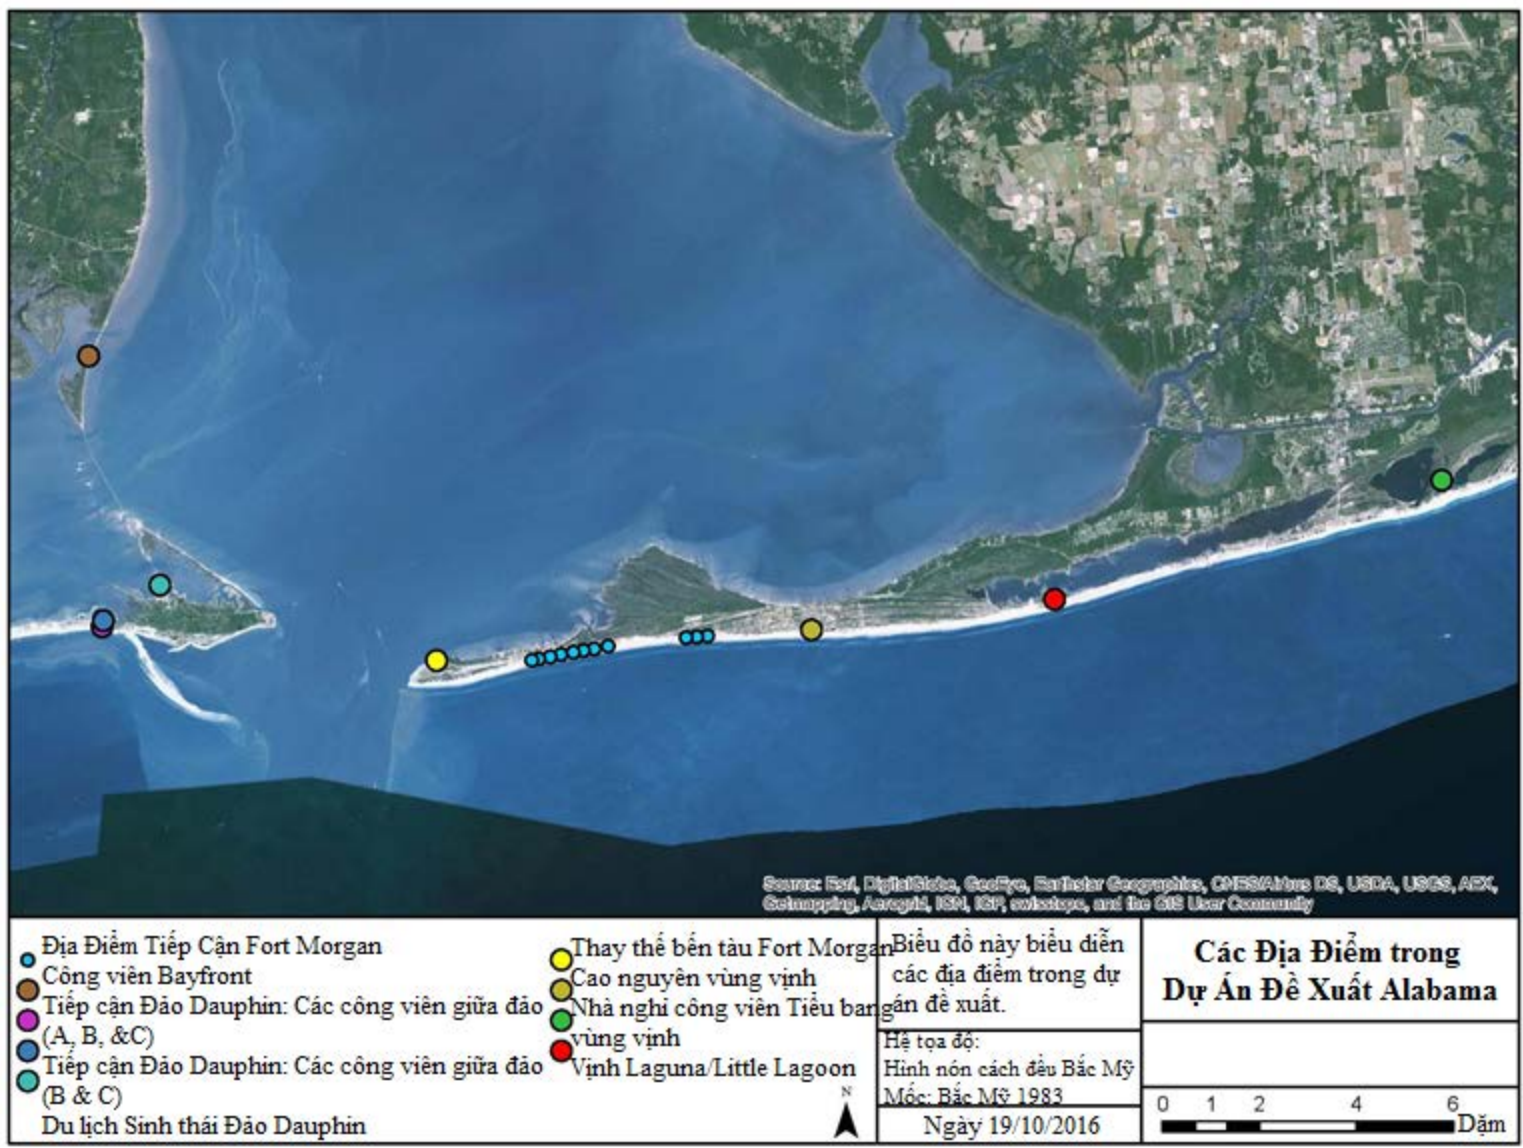 Source: Esri, DigitalGlobe, GeoEye, Earthstar Geographics, CNES/Airbus DS, USDA, USGS, AEX,
Getmapping, Aerogrid, IGN, IGP, swisstopo, and the GIS User Community
Địa Điểm Tiếp Cận Fort Morgan
Công viên Bayfront
Tiếp cận Đảo Dauphin: Các công viên giữa đảo
(A, B, &C)
Tiếp cận Đảo Dauphin: Các công viên giữa đảo
(B & C)
Du lịch Sinh thái Đảo Dauphin
Thay thế bến tàu Fort Morgan
Cao nguyên vùng vịnh
Nhà nghỉ công viên Tiểu bang
vùng vịnh
Vịnh Laguna/Little Lagoon
N
Biểu đồ này biểu diễn
các địa điểm trong dự
án đề xuất.
Hệ tọa độ:
Hình nón cách đều Bắc Mỹ
Mốc: Bắc Mỹ 1983
Ngày 19/10/2016
Các Địa Điểm trong
Dự Án Đề Xuất Alabama
0 1 2 4 6
Dặm